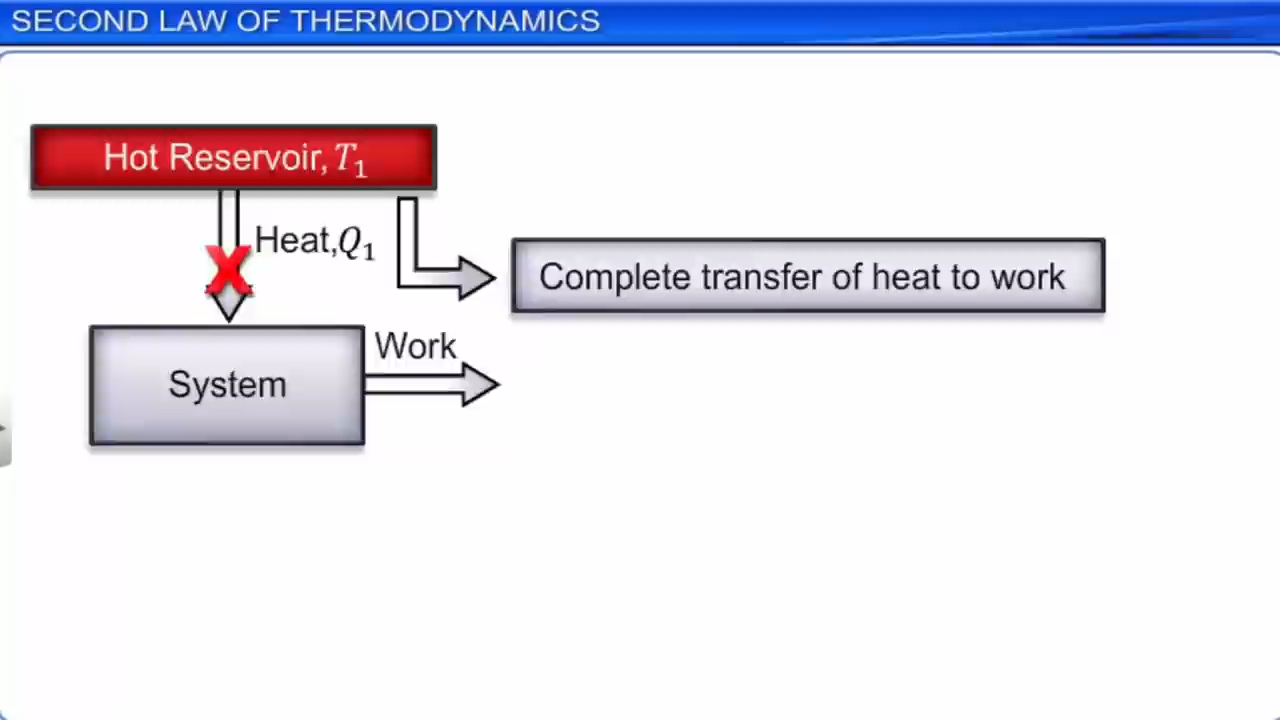 SECOND LAW OF THERMODYNAMICS
Hot Reservoir, T₁
Heat,Q₁
Complete transfer of heat to work
Work
System